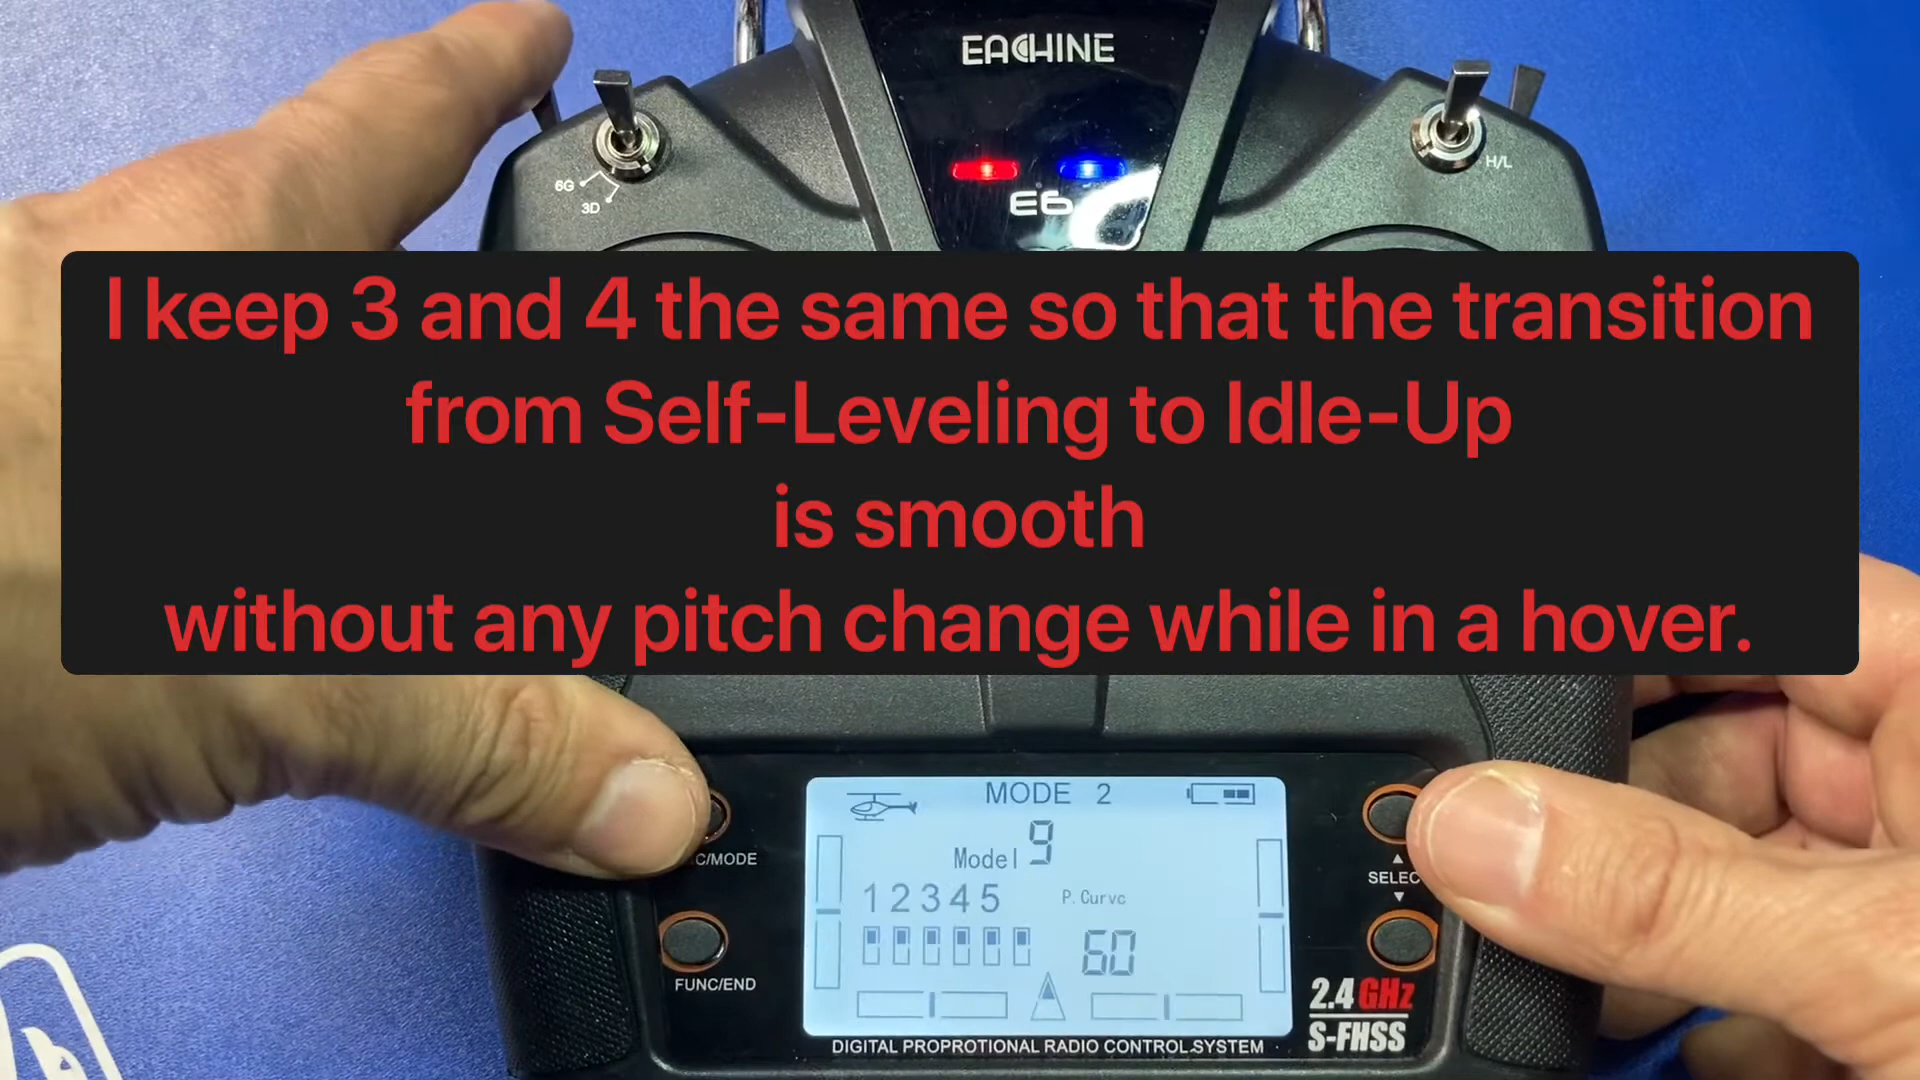 EACHINE
E6
6G
3D
H/L
I keep 3 and 4 the same so that the transition
from Self-Leveling to Idle-Up
is smooth
without any pitch change while in a hover.
MODE 2
Model 9
12345
P.Curve
60
C/MODE
FUNC/END
SELEC
2.4 GHz
S-FHSS
DIGITAL PROPROTIONAL RADIO CONTROL.SYSTEM